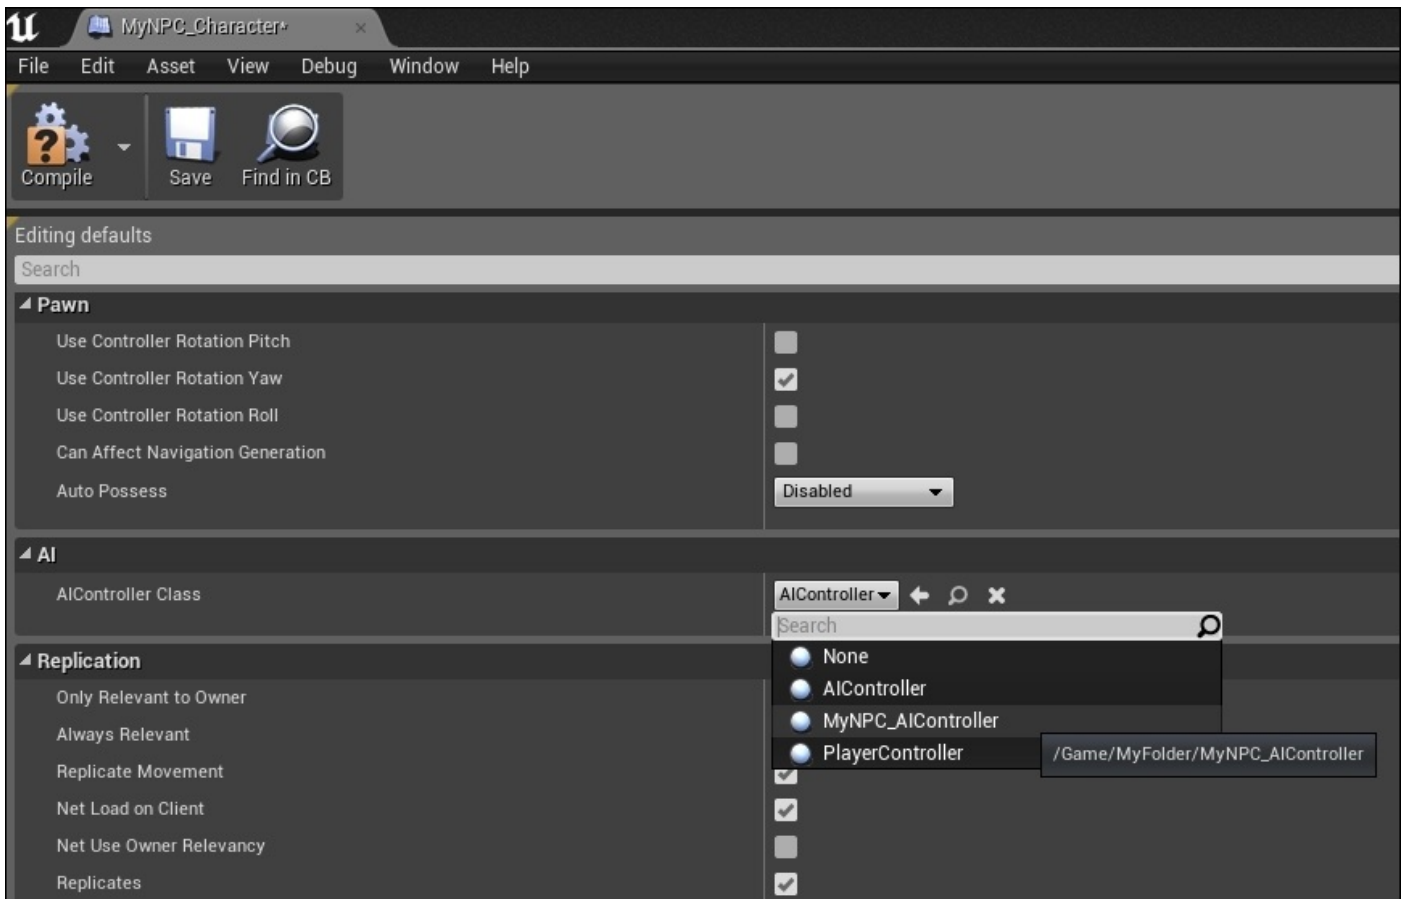 MyNPC_Character*
File Edit Asset View Debug Window Help
Compile Save Find in CB
Editing defaults
Search
Pawn
Use Controller Rotation Pitch
Use Controller Rotation Yaw
Use Controller Rotation Roll
Can Affect Navigation Generation
Auto Possess Disabled
AI
AIController Class AIController
Search
None
AIController
MyNPC_AIController
PlayerController
/Game/MyFolder/MyNPC_AIController
Replication
Only Relevant to Owner
Always Relevant
Replicate Movement
Net Load on Client
Net Use Owner Relevancy
Replicates